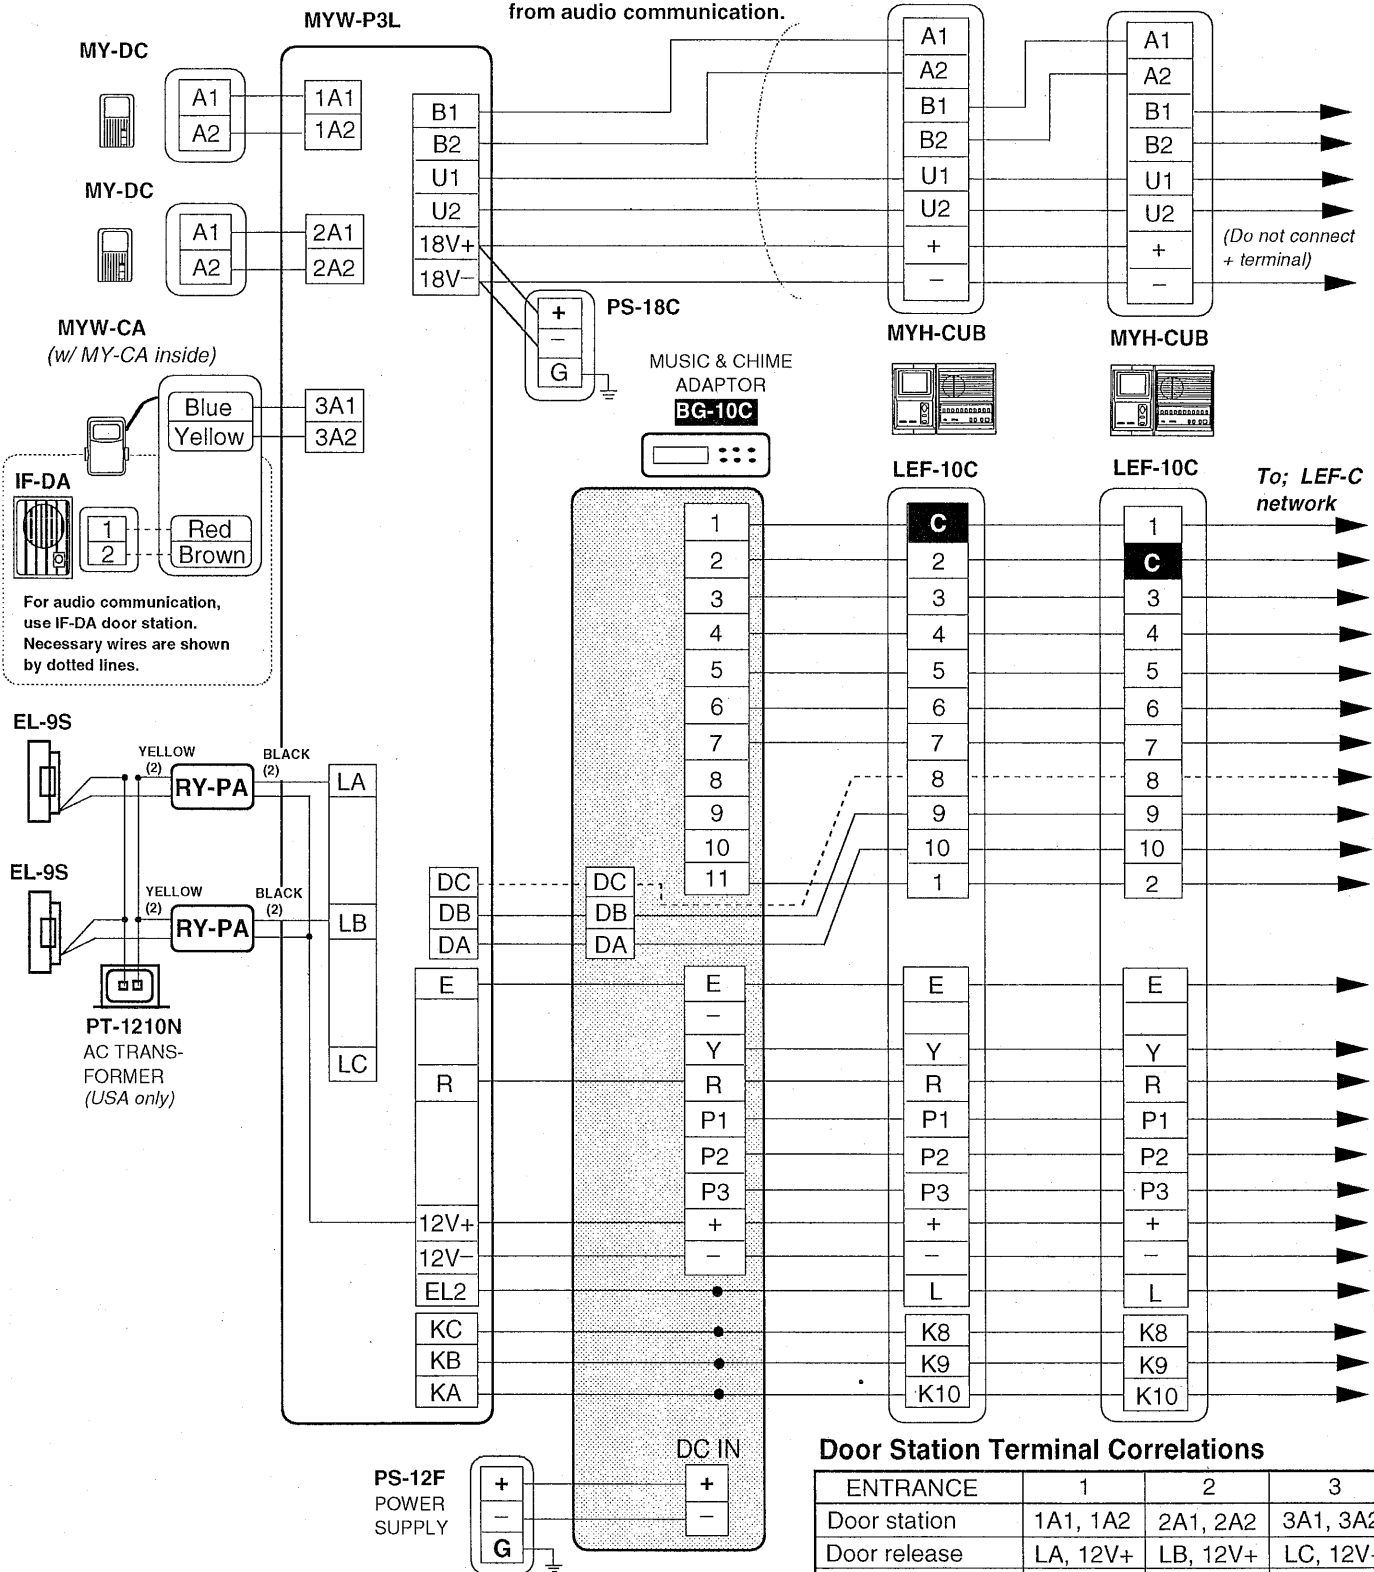 from audio communication.
MYW-P3L
MY-DC
A1
A2
1A1
1A2
MY-DC
A1
A2
2A1
2A2
B1
B2
U1
U2
18V+
18V−
A1
A2
B1
B2
U1
U2
+
−
A1
A2
B1
B2
U1
U2
+
−
(Do not connect
+ terminal)
PS-18C
+
−
G
MYH-CUB
MYH-CUB
MYW-CA
(w/ MY-CA inside)
Blue
Yellow
3A1
3A2
IF-DA
1
2
Red
Brown
For audio communication,
use IF-DA door station.
Necessary wires are shown
by dotted lines.
MUSIC & CHIME
ADAPTOR
BG-10C
LEF-10C
LEF-10C
To; LEF-C
network
1
2
3
4
5
6
7
8
9
10
11
C
2
3
4
5
6
7
8
9
10
1
1
C
3
4
5
6
7
8
9
10
2
EL-9S
YELLOW
(2)
RY-PA
BLACK
(2)
LA
EL-9S
YELLOW
(2)
RY-PA
BLACK
(2)
LB
LC
PT-1210N
AC TRANS-
FORMER
(USA only)
DC
DB
DA
DC
DB
DA
E
R
12V+
12V−
EL2
KC
KB
KA
E
−
Y
R
P1
P2
P3
+
−
E
Y
R
P1
P2
P3
+
−
L
K8
K9
K10
E
Y
R
P1
P2
P3
+
−
L
K8
K9
K10
PS-12F
POWER
SUPPLY
+
−
G
DC IN
+
−
Door Station Terminal Correlations
ENTRANCE 1 2 3
Door station 1A1, 1A2 2A1, 2A2 3A1, 3A2
Door release LA, 12V+ LB, 12V+ LC, 12V+